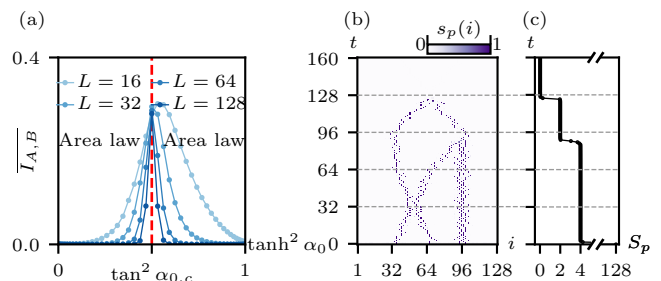 (a)
0.4
L = 16
L = 64
L = 32
L = 128
Area law
Area law
I_{A,B}
0.0
0
1
tan² α_{0,c}
tanh² α_0
(b)
s_p(i)
0
1
t
160
128
96
64
32
0
1
32
64
96
128
i
(c)
t
0
2
4
128
S_p